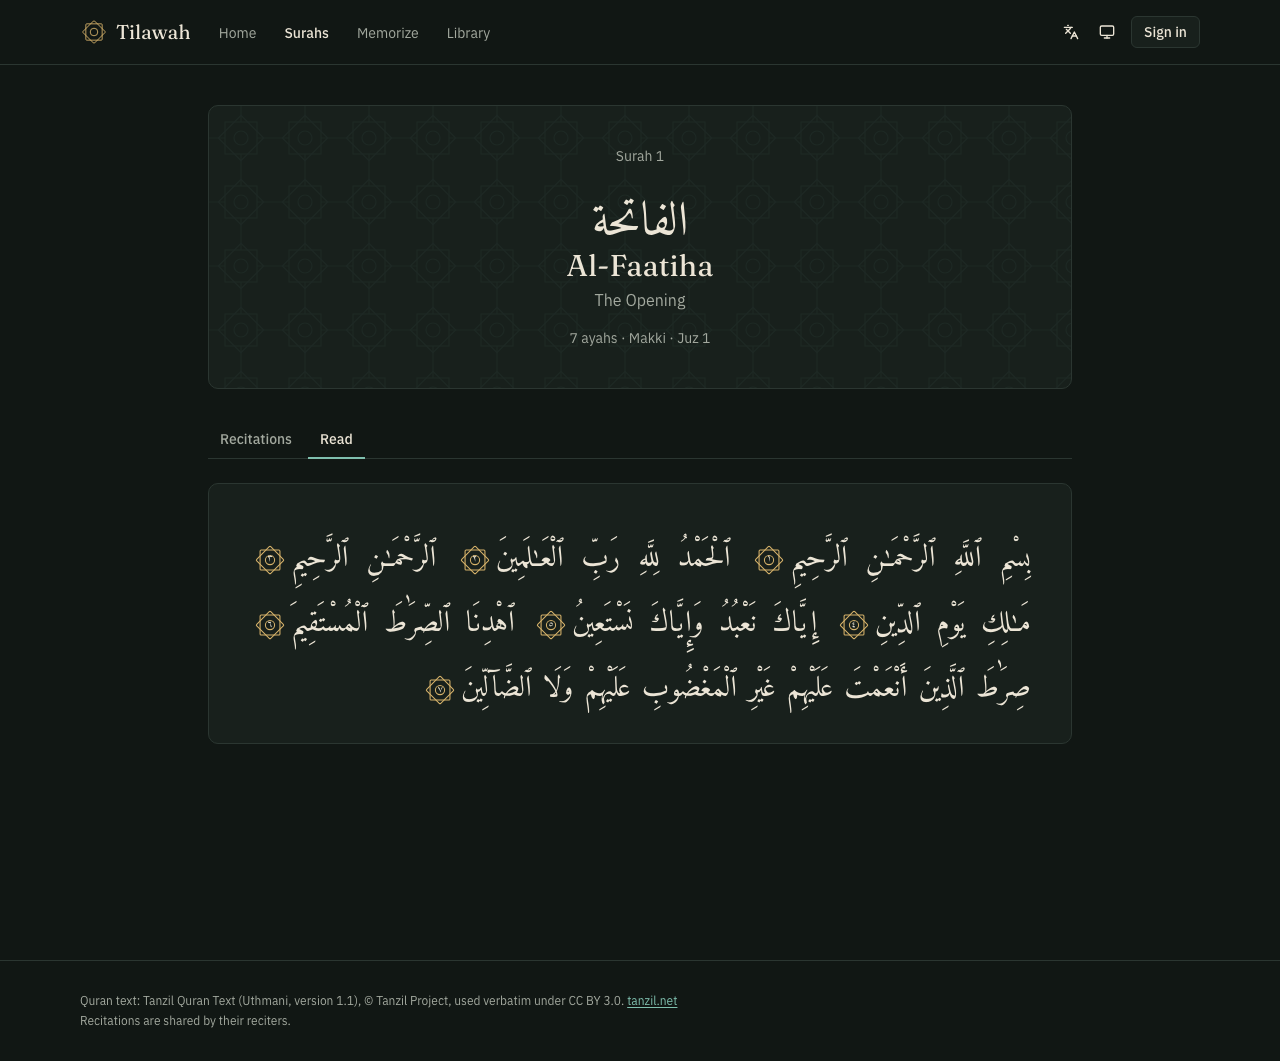 Tilawah Home Surahs Memorize Library Sign in
Surah 1
الفاتحة
Al-Faatiha
The Opening
7 ayahs · Makki · Juz 1
Recitations Read
بِسْمِ ٱللَّهِ ٱلرَّحْمَـٰنِ ٱلرَّحِيمِ ١ ٱلْحَمْدُ لِلَّهِ رَبِّ ٱلْعَـٰلَمِينَ ٢ ٱلرَّحْمَـٰنِ ٱلرَّحِيمِ ٣
مَـٰلِكِ يَوْمِ ٱلدِّينِ ٤ إِيَّاكَ نَعْبُدُ وَإِيَّاكَ نَسْتَعِينُ ٥ ٱهْدِنَا ٱلصِّرَٰطَ ٱلْمُسْتَقِيمَ ٦
صِرَٰطَ ٱلَّذِينَ أَنْعَمْتَ عَلَيْهِمْ غَيْرِ ٱلْمَغْضُوبِ عَلَيْهِمْ وَلَا ٱلضَّآلِّينَ ٧
Quran text: Tanzil Quran Text (Uthmani, version 1.1), © Tanzil Project, used verbatim under CC BY 3.0. tanzil.net
Recitations are shared by their reciters.